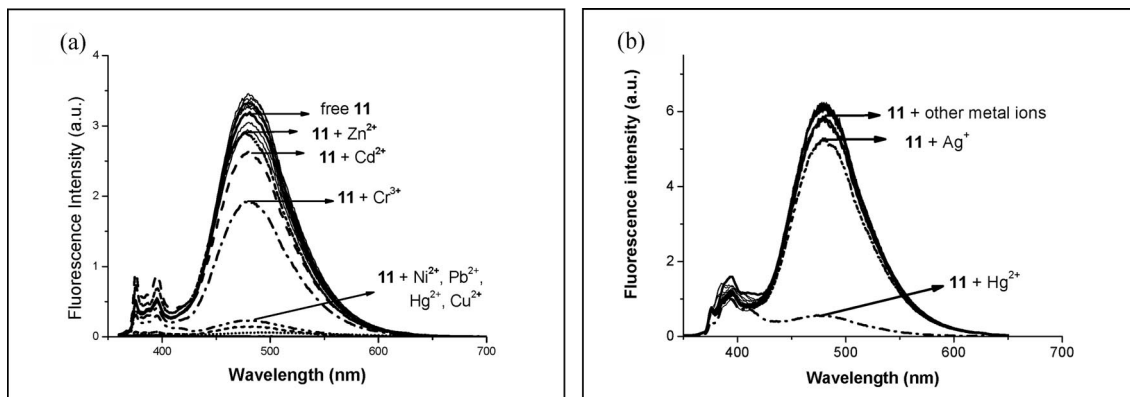 (a)
Fluorescence Intensity (a.u.)
4
3
2
1
0
free 11
11 + Zn²⁺
11 + Cd²⁺
11 + Cr³⁺
11 + Ni²⁺, Pb²⁺,
Hg²⁺, Cu²⁺
400 500 600 700
Wavelength (nm)
(b)
Fluorescence intensity (a.u.)
6
4
2
0
11 + other metal ions
11 + Ag⁺
11 + Hg²⁺
400 500 600 700
Wavelength (nm)